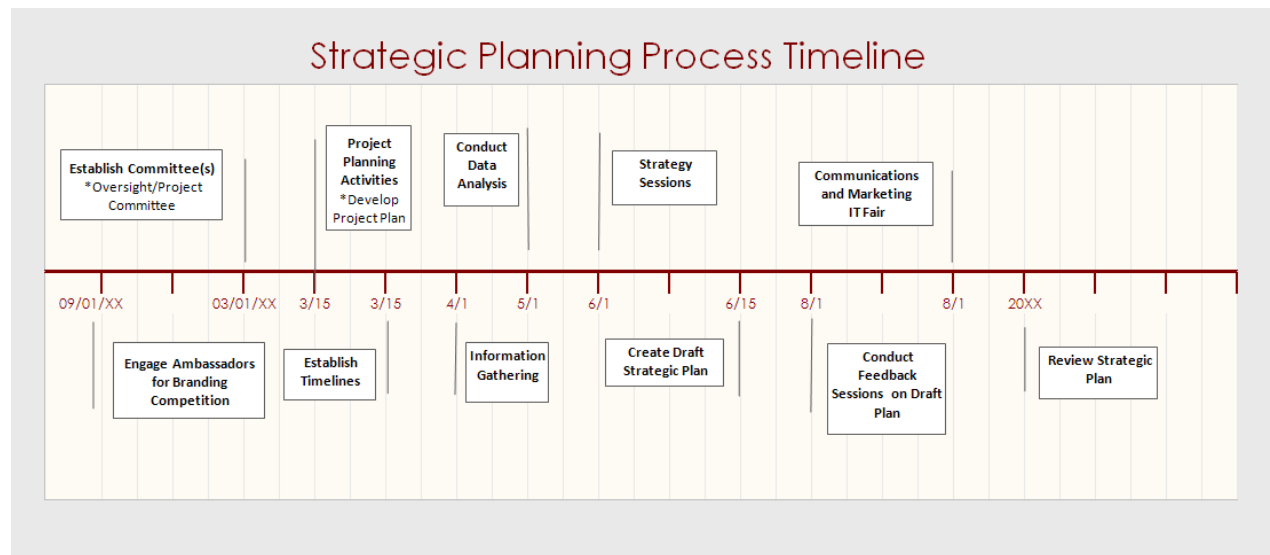 Strategic Planning Process Timeline
Establish Committee(s)
*Oversight/Project
Committee
Project
Planning
Activities
*Develop
Project Plan
Conduct
Data
Analysis
Strategy
Sessions
Communications
and Marketing
IT Fair
09/01/XX
03/01/XX
3/15
3/15
4/1
5/1
6/1
6/15
8/1
8/1
20XX
Engage Ambassadors
for Branding
Competition
Establish
Timelines
Information
Gathering
Create Draft
Strategic Plan
Conduct
Feedback
Sessions on Draft
Plan
Review Strategic
Plan